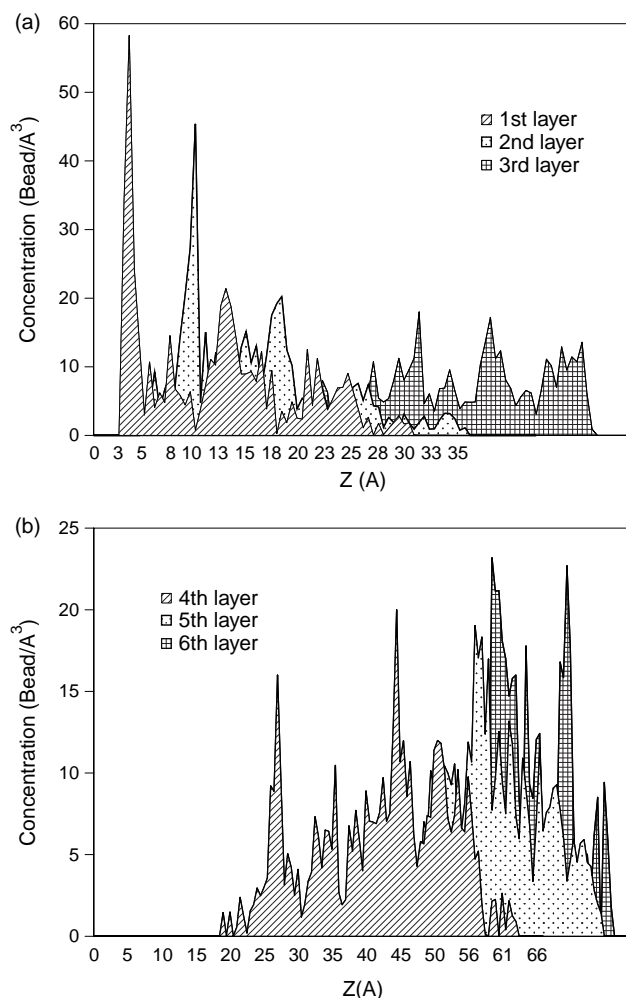 (a)
60
50
40
30
20
10
0
Concentration (Bead/A³)
1st layer
2nd layer
3rd layer
0 3 5 8 10 13 15 18 20 23 25 28 30 33 35
Z (A)
(b)
25
20
15
10
5
0
Concentration (Bead/A³)
4th layer
5th layer
6th layer
0 5 10 15 20 25 30 35 40 45 50 56 61 66
Z(A)